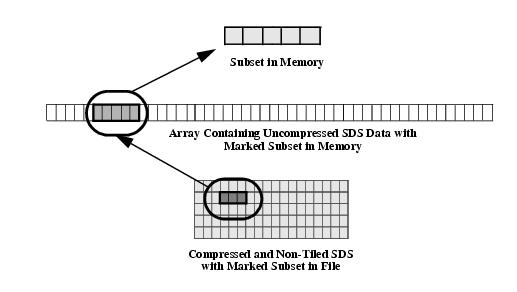 Subset in Memory
Array Containing Uncompressed SDS Data with
Marked Subset in Memory
Compressed and Non-Tiled SDS
with Marked Subset in File